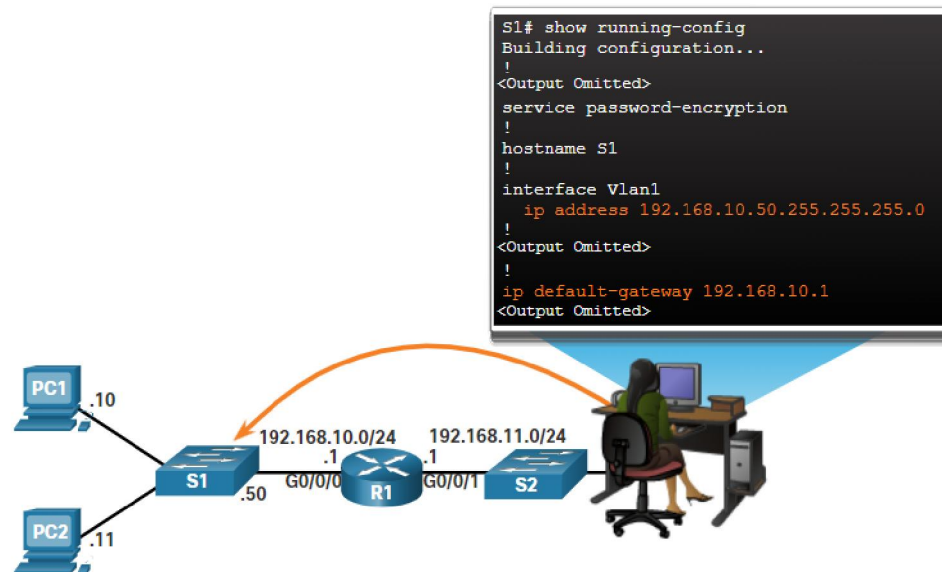 S1# show running-config
Building configuration...
!
<Output Omitted>
service password-encryption
!
hostname S1
!
interface Vlan1
ip address 192.168.10.50.255.255.255.0
!
<Output Omitted>
!
ip default-gateway 192.168.10.1
<Output Omitted>
PC1
.10
192.168.10.0/24
192.168.11.0/24
.1
.1
S1
G0/0/0
R1
G0/0/1
S2
.50
PC2
.11